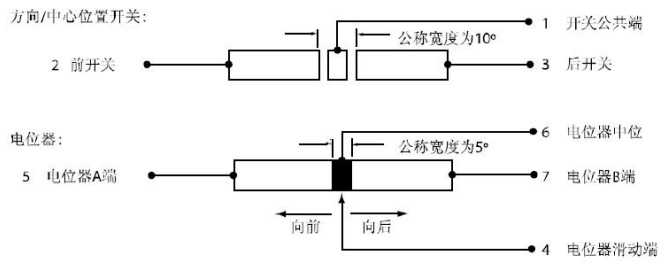 方向/中心位置开关:
1 开关公共端
公称宽度为10°
2 前开关
3 后开关
电位器:
6 电位器中位
公称宽度为5°
5 电位器A端
7 电位器B端
向前 向后
4 电位器滑动端